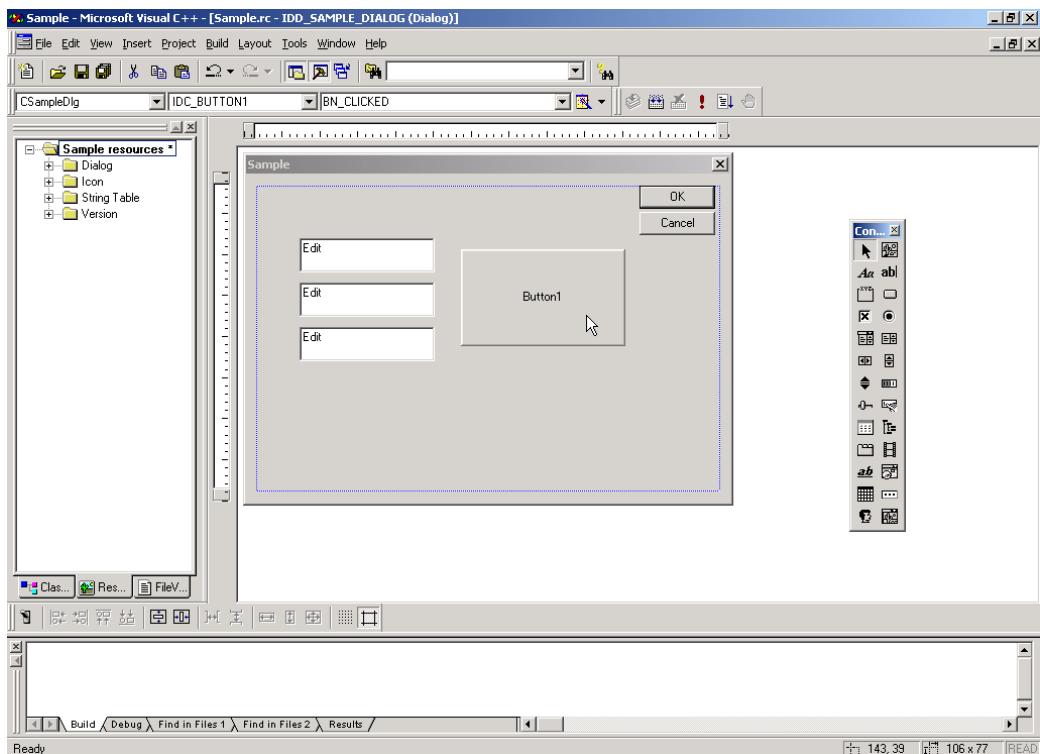 Sample - Microsoft Visual C++ - [Sample.rc - IDD_SAMPLE_DIALOG (Dialog)]
File Edit View Insert Project Build Layout Tools Window Help
CSampleDlg IDC_BUTTON1 BN_CLICKED
Sample resources *
Dialog
Icon
String Table
Version
Sample
OK
Cancel
Edit
Edit
Edit
Button1
Con...
Aa ab|
XYZ
ab
Clas... Res... FileV...
Build Debug Find in Files 1 Find in Files 2 Results
Ready 143, 39 106 x 77 READ